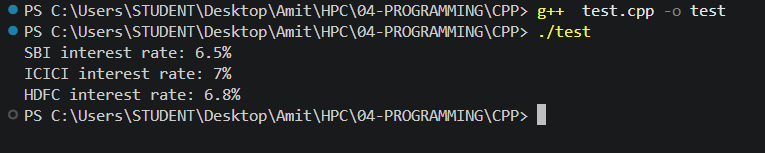 PS C:\Users\STUDENT\Desktop\Amit\HPC\04-PROGRAMMING\CPP> g++  test.cpp -o test
PS C:\Users\STUDENT\Desktop\Amit\HPC\04-PROGRAMMING\CPP> ./test
SBI interest rate: 6.5%
ICICI interest rate: 7%
HDFC interest rate: 6.8%
PS C:\Users\STUDENT\Desktop\Amit\HPC\04-PROGRAMMING\CPP>